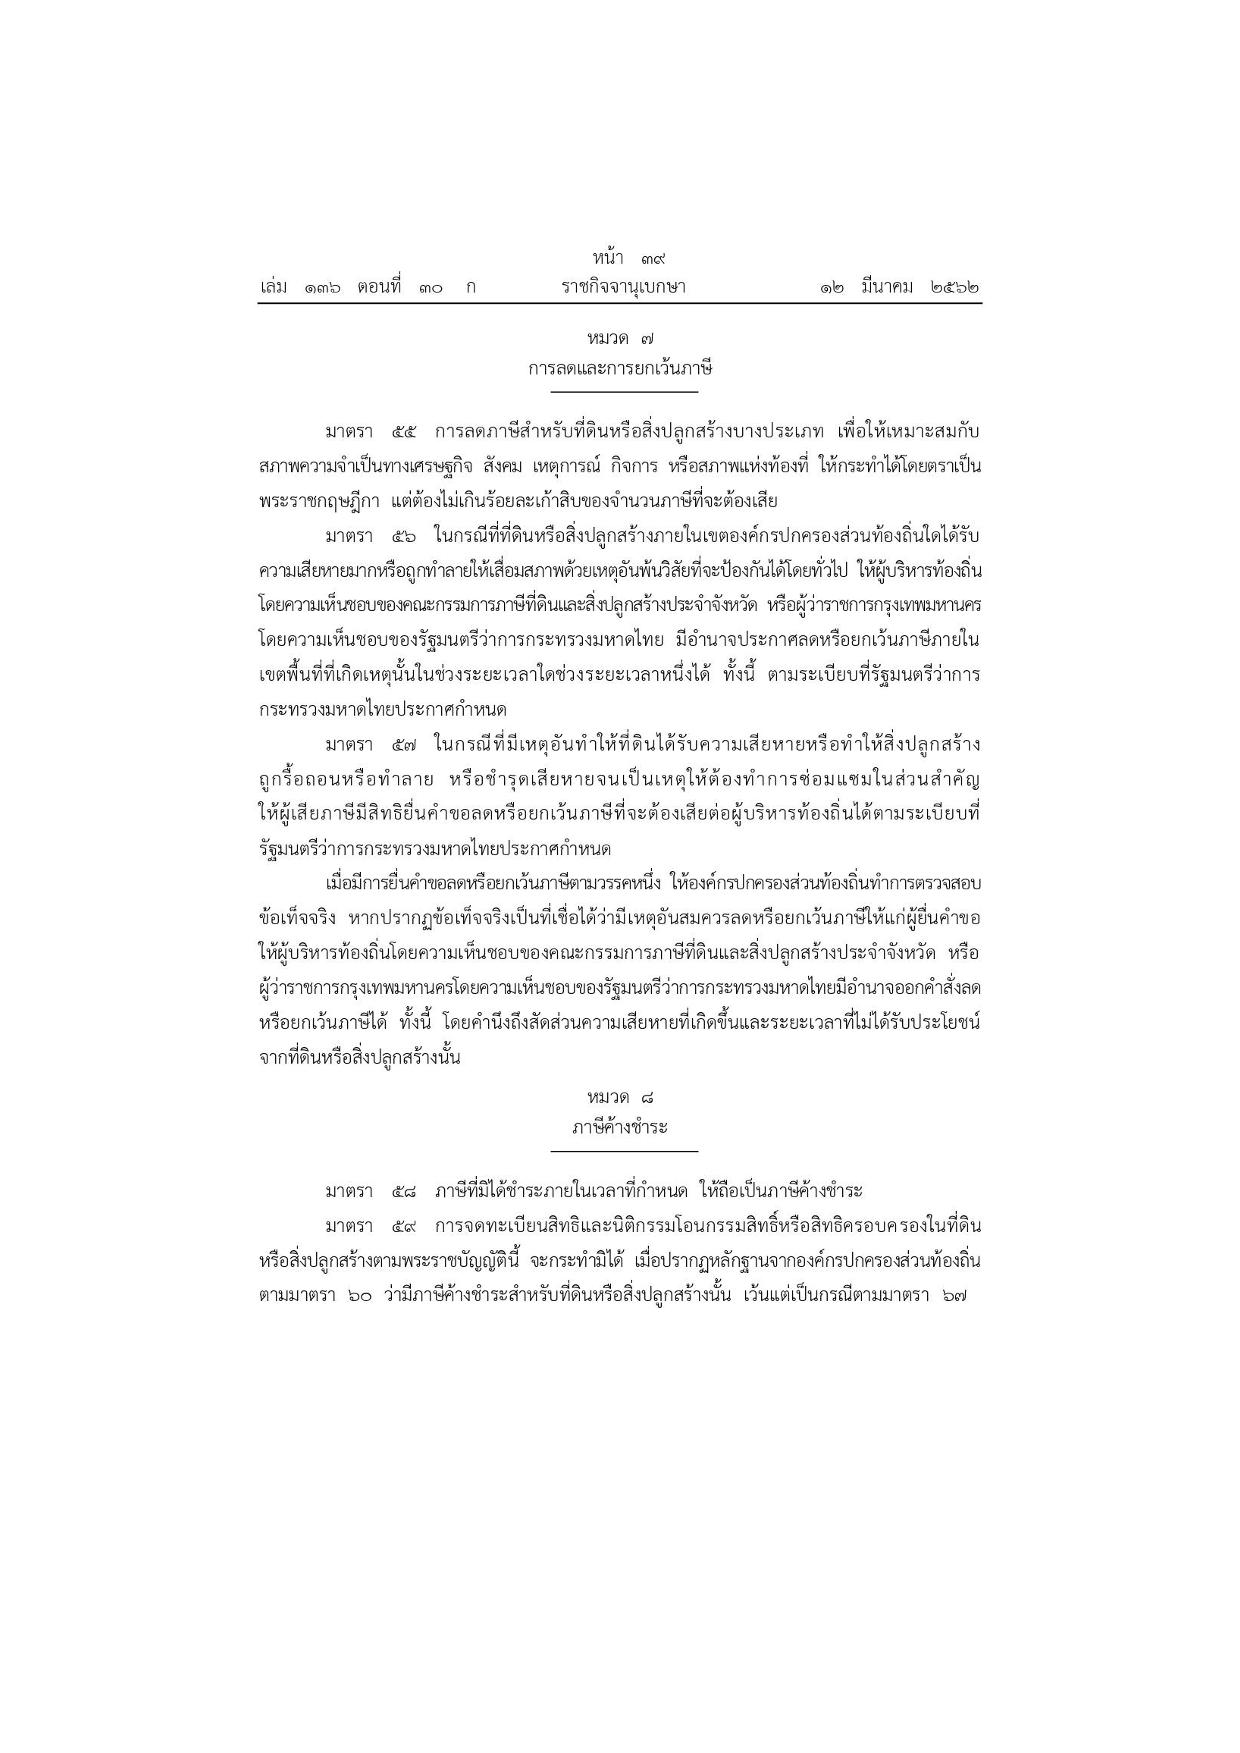 หน้า ๓๙
เล่ม ๑๓๖ ตอนที่ ๓๐ ก ราชกิจจานุเบกษา ๑๒ มีนาคม ๒๕๖๒
หมวด ๗
การลดและการยกเว้นภาษี
มาตรา ๕๕ การลดภาษีสำหรับที่ดินหรือสิ่งปลูกสร้างบางประเภท เพื่อให้เหมาะสมกับ
สภาพความจำเป็นทางเศรษฐกิจ สังคม เหตุการณ์ กิจการ หรือสภาพแห่งท้องที่ ให้กระทำได้โดยตราเป็น
พระราชกฤษฎีกา แต่ต้องไม่เกินร้อยละเก้าสิบของจำนวนภาษีที่จะต้องเสีย
มาตรา ๕๖ ในกรณีที่ที่ดินหรือสิ่งปลูกสร้างภายในเขตองค์กรปกครองส่วนท้องถิ่นใดได้รับ
ความเสียหายมากหรือถูกทำลายให้เสื่อมสภาพด้วยเหตุอันพ้นวิสัยที่จะป้องกันได้โดยทั่วไป ให้ผู้บริหารท้องถิ่น
โดยความเห็นชอบของคณะกรรมการภาษีที่ดินและสิ่งปลูกสร้างประจำจังหวัด หรือผู้ว่าราชการกรุงเทพมหานคร
โดยความเห็นชอบของรัฐมนตรีว่าการกระทรวงมหาดไทย มีอำนาจประกาศลดหรือยกเว้นภาษีภายใน
เขตพื้นที่ที่เกิดเหตุนั้นในช่วงระยะเวลาใดช่วงระยะเวลาหนึ่งได้ ทั้งนี้ ตามระเบียบที่รัฐมนตรีว่าการ
กระทรวงมหาดไทยประกาศกำหนด
มาตรา ๕๗ ในกรณีที่มีเหตุอันทำให้ที่ดินได้รับความเสียหายหรือทำให้สิ่งปลูกสร้าง
ถูกรื้อถอนหรือทำลาย หรือชำรุดเสียหายจนเป็นเหตุให้ต้องทำการซ่อมแซมในส่วนสำคัญ
ให้ผู้เสียภาษีมีสิทธิยื่นคำขอลดหรือยกเว้นภาษีที่จะต้องเสียต่อผู้บริหารท้องถิ่นได้ตามระเบียบที่
รัฐมนตรีว่าการกระทรวงมหาดไทยประกาศกำหนด
เมื่อมีการยื่นคำขอลดหรือยกเว้นภาษีตามวรรคหนึ่ง ให้องค์กรปกครองส่วนท้องถิ่นทำการตรวจสอบ
ข้อเท็จจริง หากปรากฏข้อเท็จจริงเป็นที่เชื่อได้ว่ามีเหตุอันสมควรลดหรือยกเว้นภาษีให้แก่ผู้ยื่นคำขอ
ให้ผู้บริหารท้องถิ่นโดยความเห็นชอบของคณะกรรมการภาษีที่ดินและสิ่งปลูกสร้างประจำจังหวัด หรือ
ผู้ว่าราชการกรุงเทพมหานครโดยความเห็นชอบของรัฐมนตรีว่าการกระทรวงมหาดไทยมีอำนาจออกคำสั่งลด
หรือยกเว้นภาษีได้ ทั้งนี้ โดยคำนึงถึงสัดส่วนความเสียหายที่เกิดขึ้นและระยะเวลาที่ไม่ได้รับประโยชน์
จากที่ดินหรือสิ่งปลูกสร้างนั้น
หมวด ๘
ภาษีค้างชำระ
มาตรา ๕๘ ภาษีที่มิได้ชำระภายในเวลาที่กำหนด ให้ถือเป็นภาษีค้างชำระ
มาตรา ๕๙ การจดทะเบียนสิทธิและนิติกรรมโอนกรรมสิทธิ์หรือสิทธิครอบครองในที่ดิน
หรือสิ่งปลูกสร้างตามพระราชบัญญัตินี้ จะกระทำมิได้ เมื่อปรากฏหลักฐานจากองค์กรปกครองส่วนท้องถิ่น
ตามมาตรา ๖๐ ว่ามีภาษีค้างชำระสำหรับที่ดินหรือสิ่งปลูกสร้างนั้น เว้นแต่เป็นกรณีตามมาตรา ๖๗